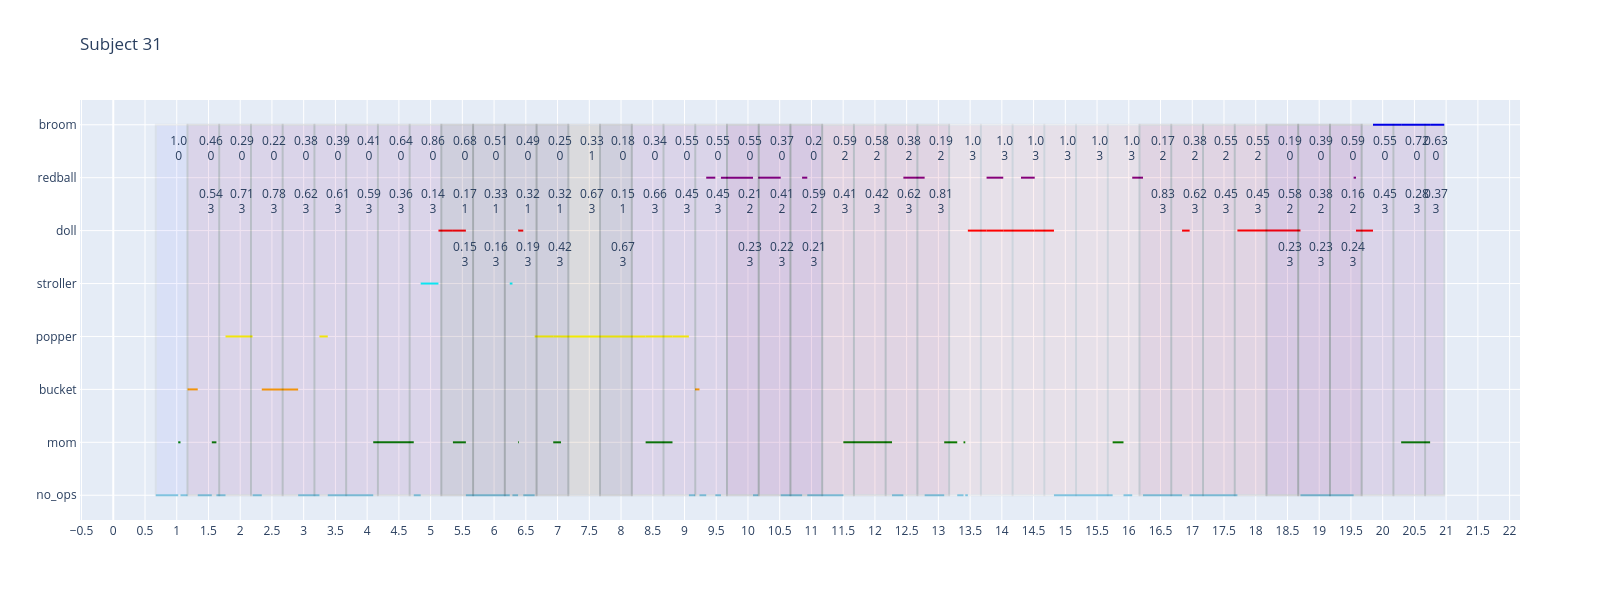 Subject 31
broom
1.0 0.46 0.29 0.22 0.38 0.39 0.41 0.64 0.86 0.68 0.51 0.49 0.25 0.33 0.18 0.34 0.55 0.55 0.55 0.37 0.2 0.59 0.58 0.38 0.19 1.0 1.0 1.0 1.0 1.0 1.0 0.17 0.38 0.55 0.55 0.19 0.39 0.59 0.55 0.72 0.63
0 0 0 0 0 0 0 0 0 0 0 0 0 1 0 0 0 0 0 0 0 2 2 2 2 3 3 3 3 3 3 2 2 2 2 0 0 0 0 0 0
redball
0.54 0.71 0.78 0.62 0.61 0.59 0.36 0.14 0.17 0.33 0.32 0.32 0.67 0.15 0.66 0.45 0.45 0.21 0.41 0.59 0.41 0.42 0.62 0.81 0.83 0.62 0.45 0.45 0.58 0.38 0.16 0.45 0.28 0.37
3 3 3 3 3 3 3 3 1 1 1 1 3 1 3 3 3 2 2 2 3 3 3 3 3 3 3 3 2 2 2 3 3 3
doll
0.15 0.16 0.19 0.42 0.67 0.23 0.22 0.21 0.23 0.23 0.24
3 3 3 3 3 3 3 3 3 3 3
stroller
popper
bucket
mom
no_ops
−0.5 0 0.5 1 1.5 2 2.5 3 3.5 4 4.5 5 5.5 6 6.5 7 7.5 8 8.5 9 9.5 10 10.5 11 11.5 12 12.5 13 13.5 14 14.5 15 15.5 16 16.5 17 17.5 18 18.5 19 19.5 20 20.5 21 21.5 22